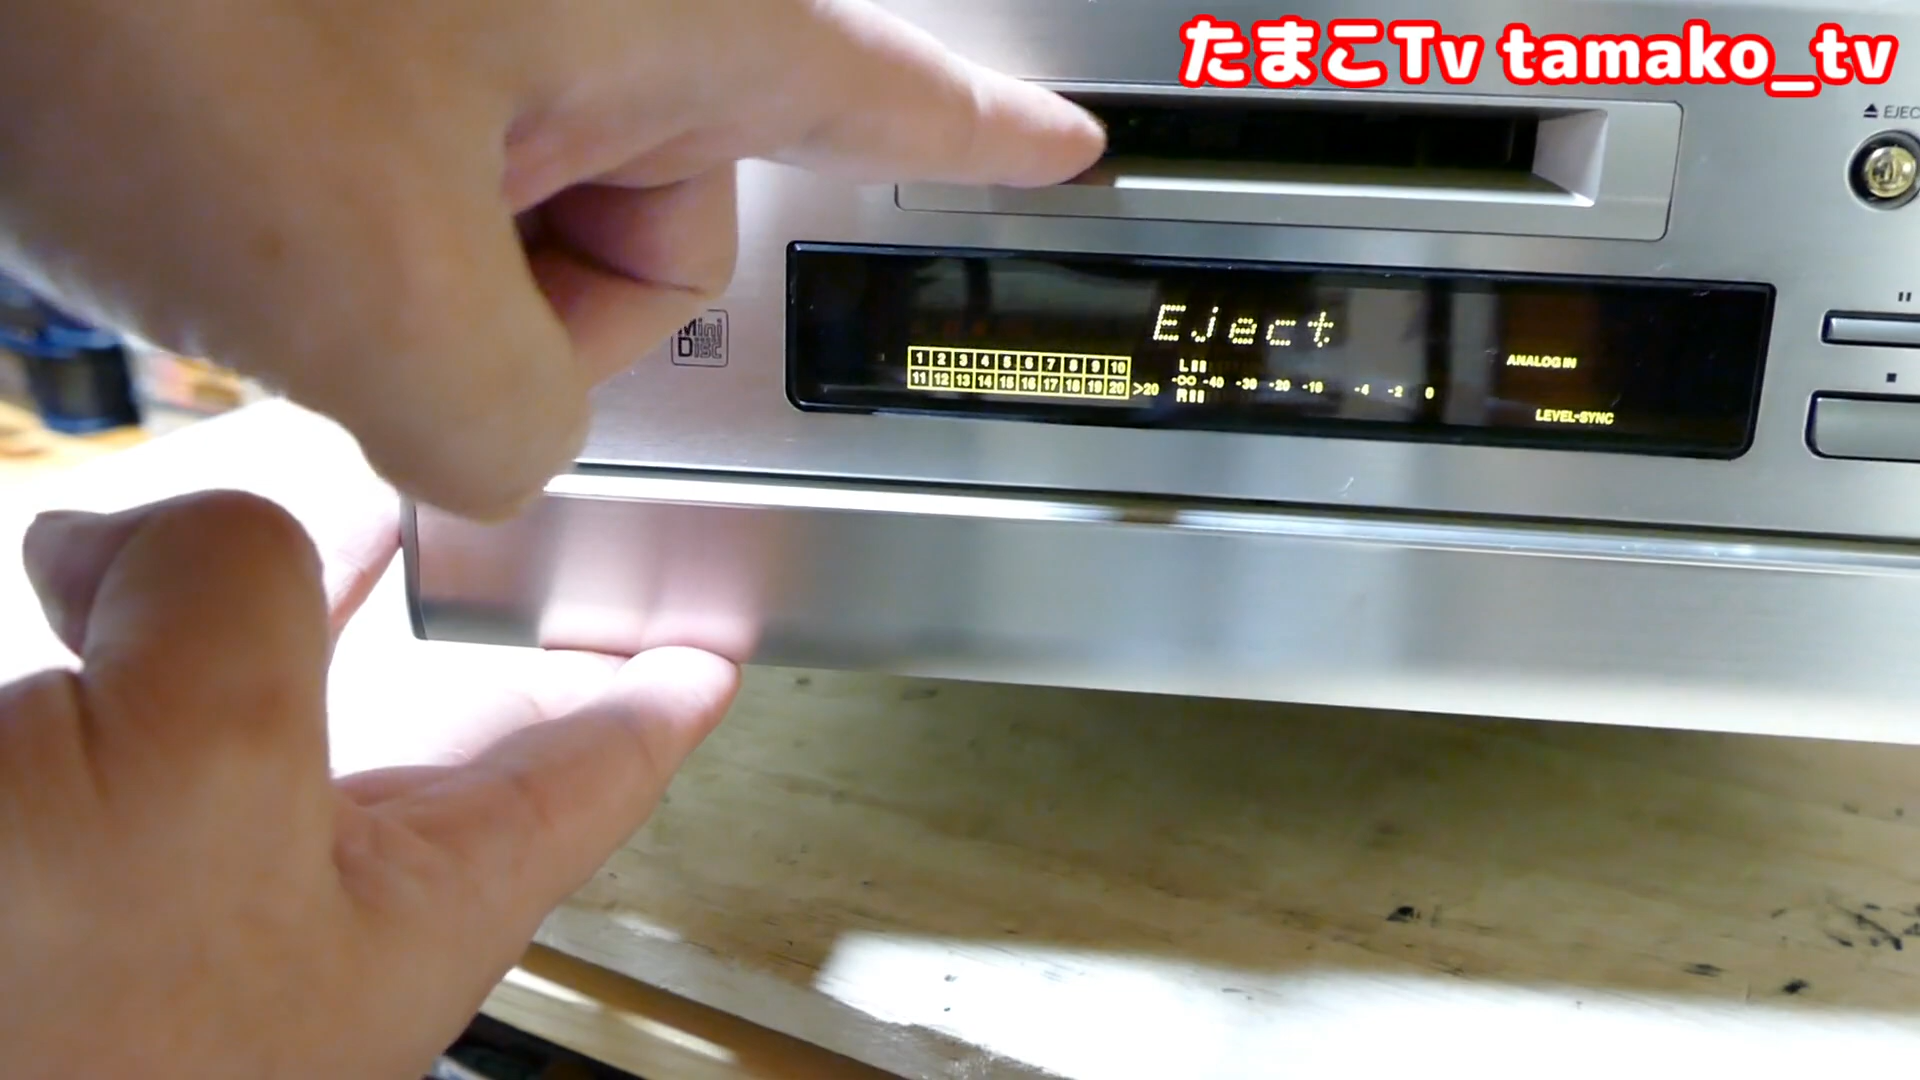 たまこTv tamako_tv
EJEC
Mini
Disc
Eject
1 2 3 4 5 6 7 8 9 10
11 12 13 14 15 16 17 18 19 20 >20
L
-∞ -40 -30 -20 -10 -4 -2 0
R
ANALOG IN
LEVEL-SYNC